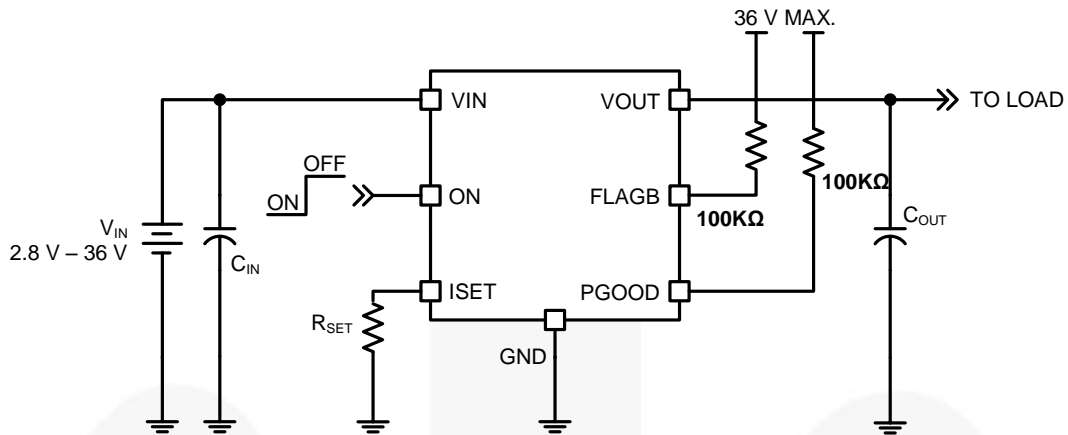 36 V MAX.
VIN
VOUT
TO LOAD
OFF
ON
ON
FLAGB
100KΩ
100KΩ
V_IN
2.8 V – 36 V
C_IN
C_OUT
ISET
PGOOD
R_SET
GND